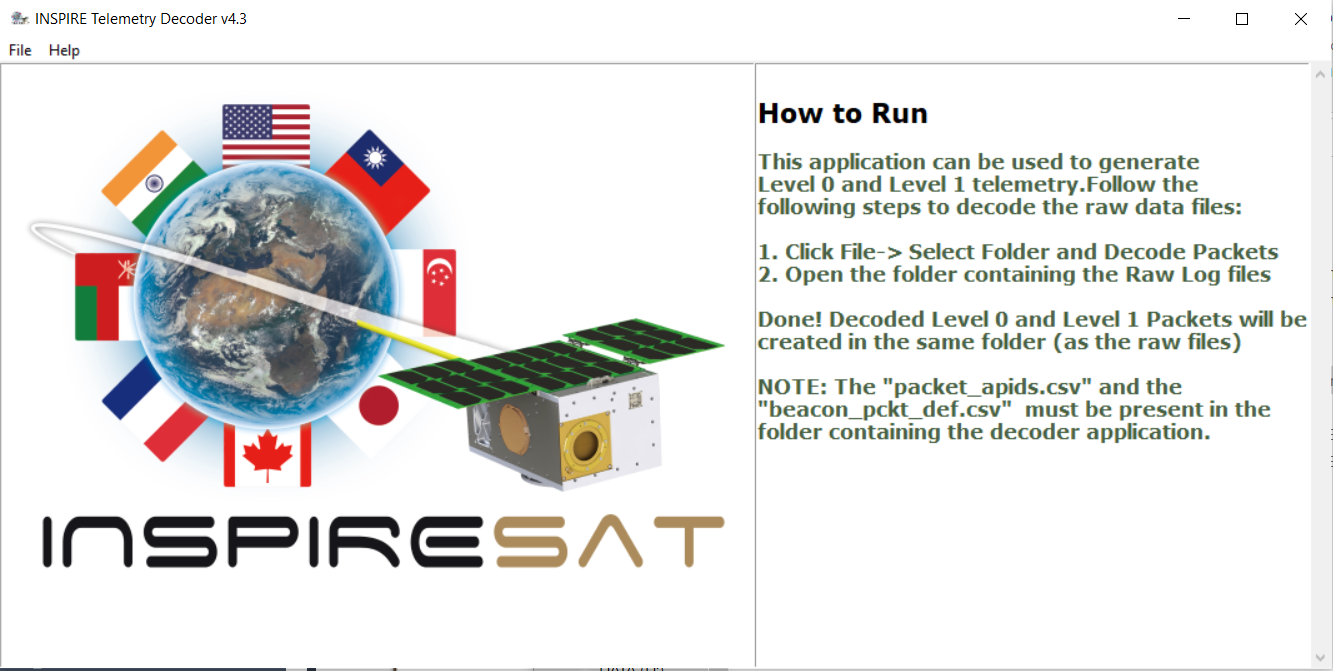 INSPIRE Telemetry Decoder v4.3
File Help
How to Run
This application can be used to generate
Level 0 and Level 1 telemetry.Follow the
following steps to decode the raw data files:
1. Click File-> Select Folder and Decode Packets
2. Open the folder containing the Raw Log files
Done! Decoded Level 0 and Level 1 Packets will be
created in the same folder (as the raw files)
NOTE: The "packet_apids.csv" and the
"beacon_pckt_def.csv"  must be present in the
folder containing the decoder application.
INSPIRESAT